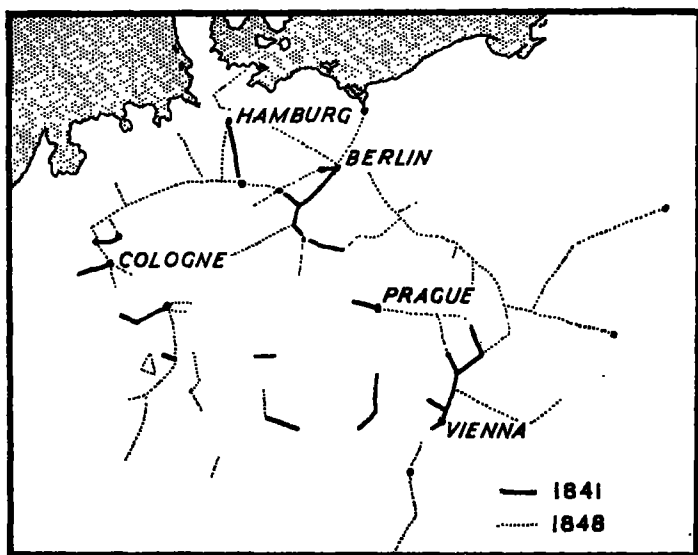 HAMBURG
BERLIN
COLOGNE
PRAGUE
VIENNA
1841
1848